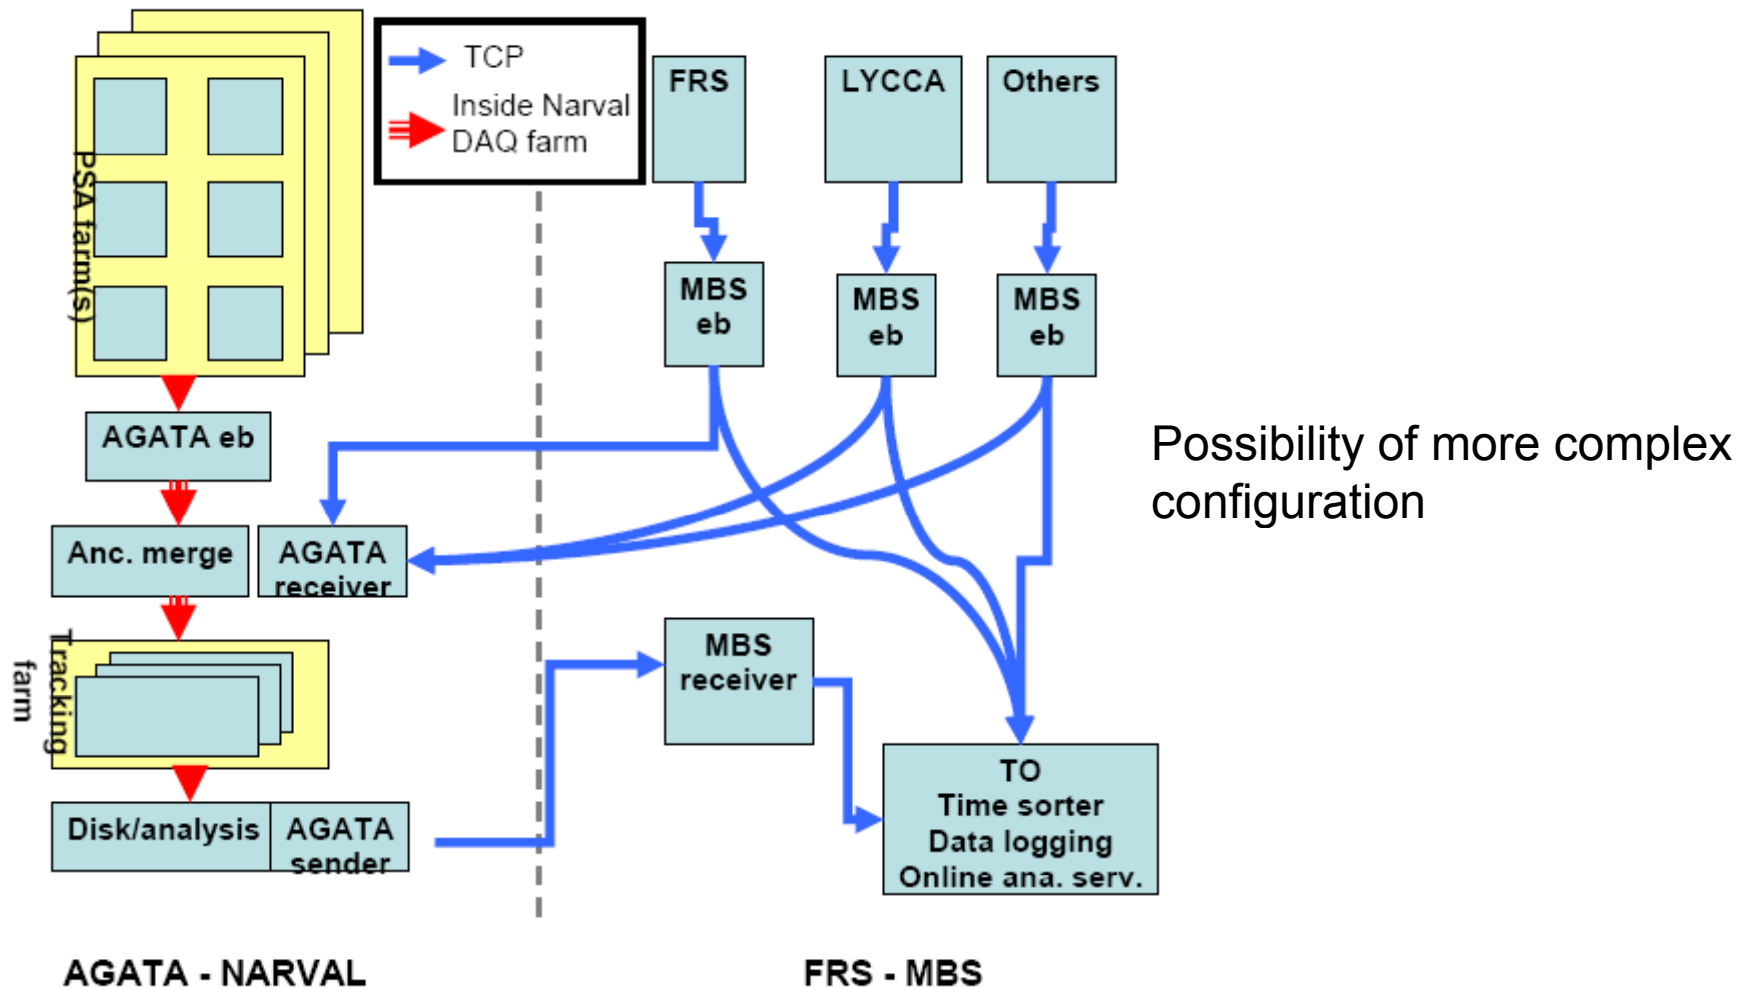 TCP
Inside Narval
DAQ farm
FRS
LYCCA
Others
PSA farm(s)
MBS
eb
MBS
eb
MBS
eb
AGATA eb
Possibility of more complex
configuration
Anc. merge
AGATA
receiver
Tracking
farm
MBS
receiver
Disk/analysis
AGATA
sender
TO
Time sorter
Data logging
Online ana. serv.
AGATA - NARVAL
FRS - MBS